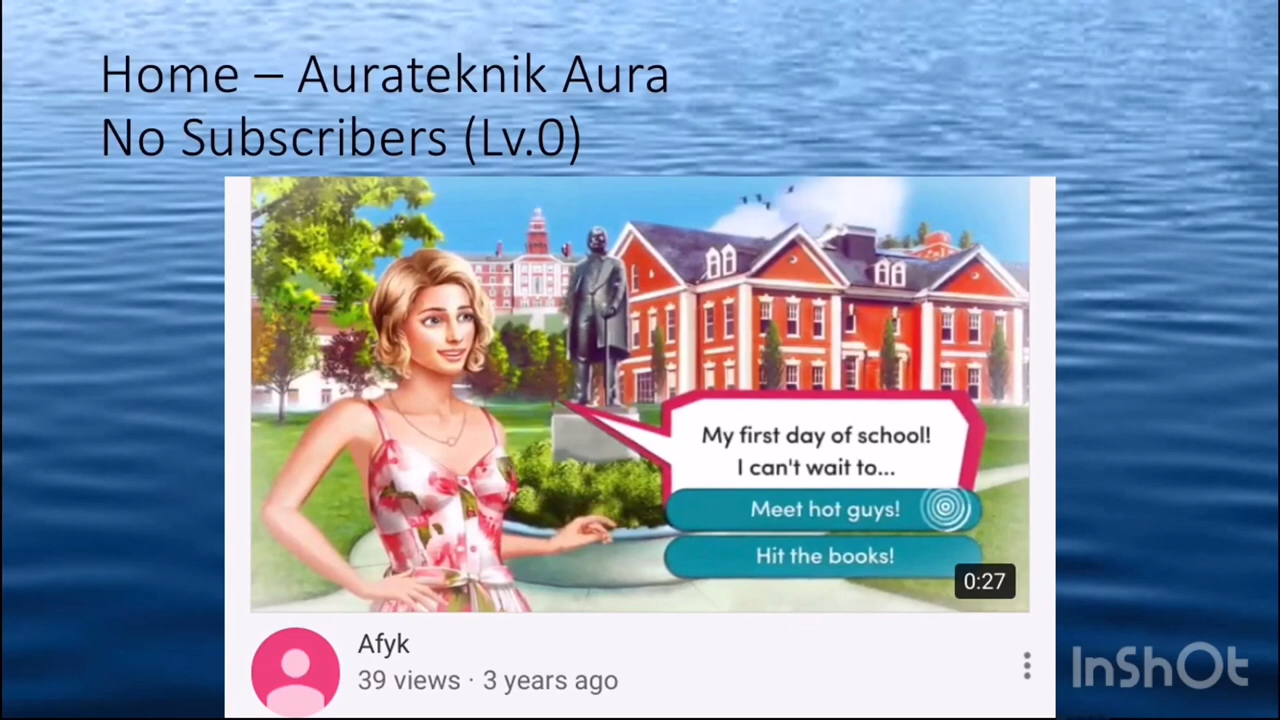 Home – Aurateknik Aura
No Subscribers (Lv.0)
My first day of school!
I can't wait to...
Meet hot guys!
Hit the books!
0:27
Afyk
39 views · 3 years ago
InShOt